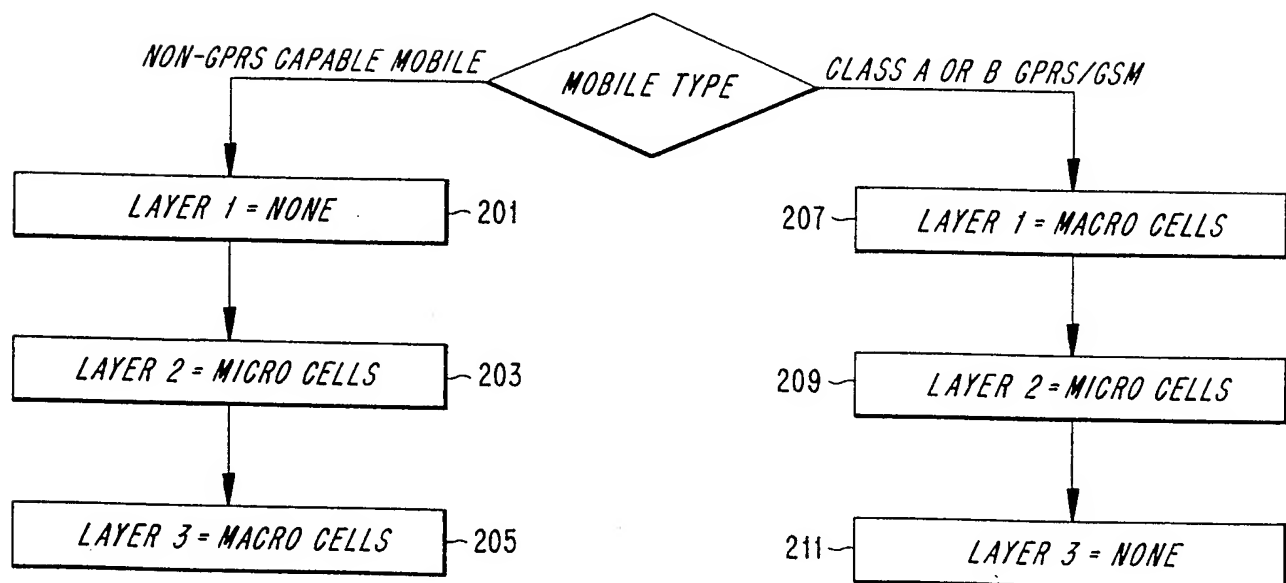 NON-GPRS CAPABLE MOBILE
MOBILE TYPE
CLASS A OR B GPRS/GSM
LAYER 1 = NONE
201
207
LAYER 1 = MACRO CELLS
LAYER 2 = MICRO CELLS
203
209
LAYER 2 = MICRO CELLS
LAYER 3 = MACRO CELLS
205
211
LAYER 3 = NONE